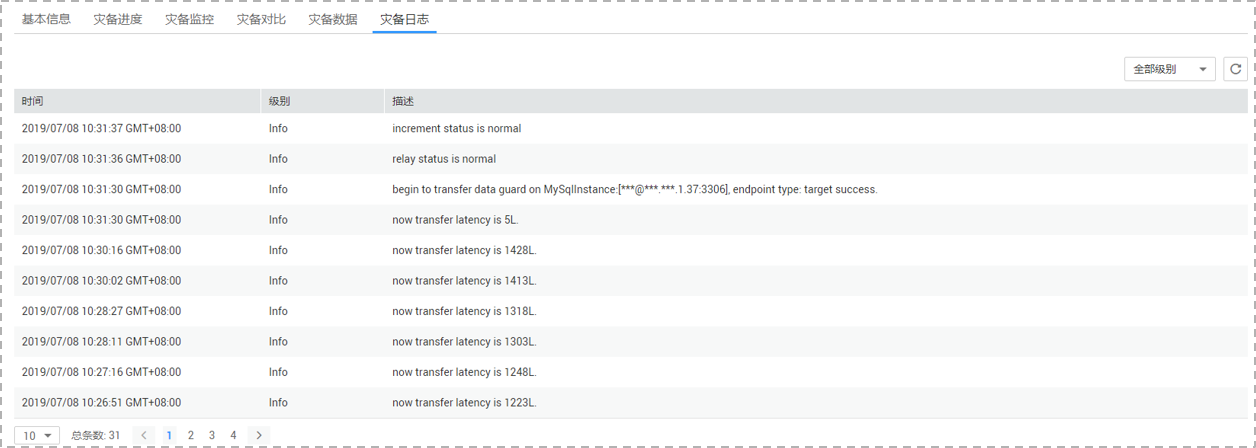 基本信息 灾备进度 灾备监控 灾备对比 灾备数据 灾备日志
全部级别
时间 级别 描述
2019/07/08 10:31:37 GMT+08:00 Info increment status is normal
2019/07/08 10:31:36 GMT+08:00 Info relay status is normal
2019/07/08 10:31:30 GMT+08:00 Info begin to transfer data guard on MySqlInstance:[***@***.***.1.37:3306], endpoint type: target success.
2019/07/08 10:31:30 GMT+08:00 Info now transfer latency is 5L.
2019/07/08 10:30:16 GMT+08:00 Info now transfer latency is 1428L.
2019/07/08 10:30:02 GMT+08:00 Info now transfer latency is 1413L.
2019/07/08 10:28:27 GMT+08:00 Info now transfer latency is 1318L.
2019/07/08 10:28:11 GMT+08:00 Info now transfer latency is 1303L.
2019/07/08 10:27:16 GMT+08:00 Info now transfer latency is 1248L.
2019/07/08 10:26:51 GMT+08:00 Info now transfer latency is 1223L.
10 总条数: 31 < 1 2 3 4 >